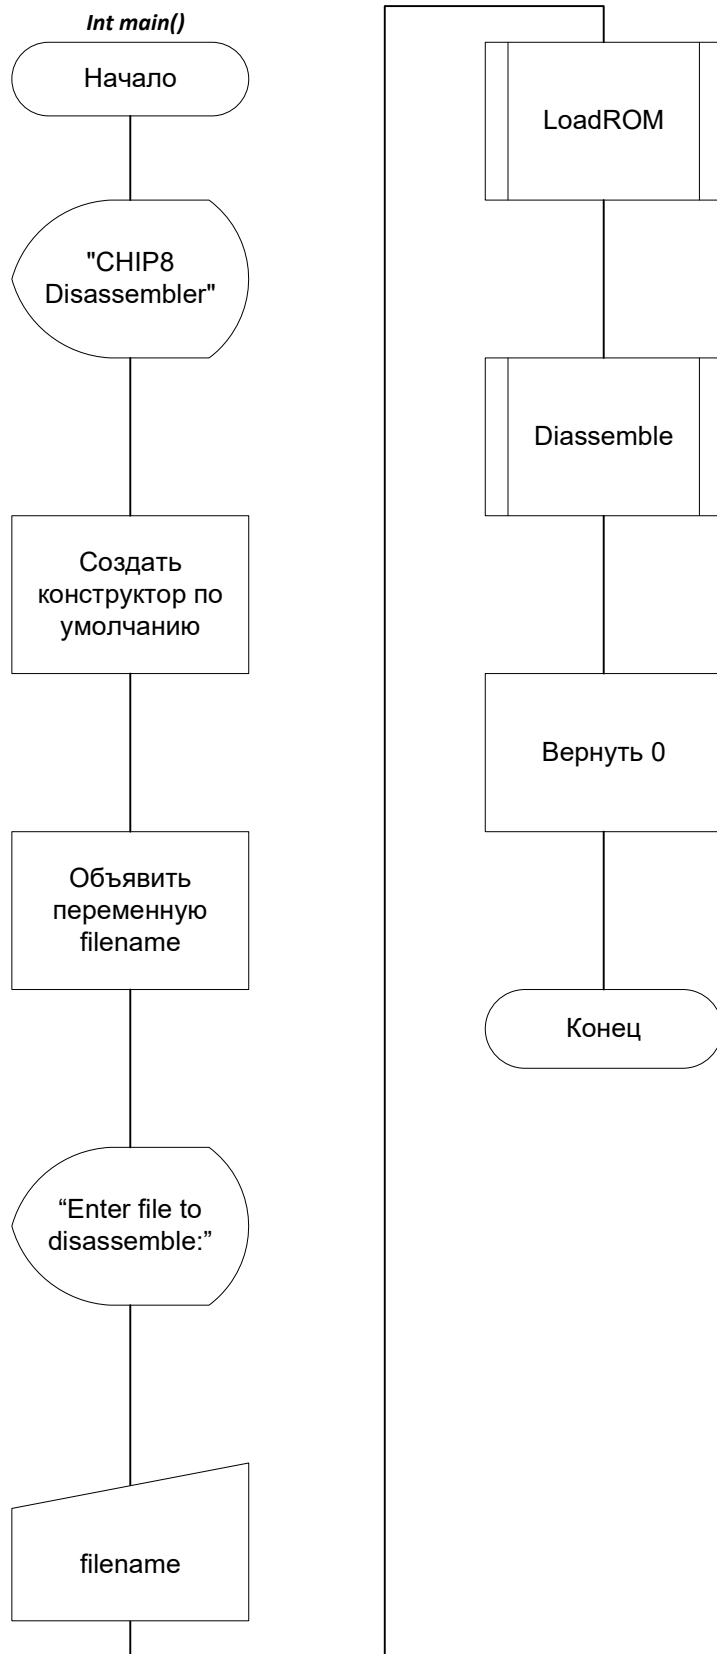 Int main()
Начало
"CHIP8
Disassembler"
Создать
конструктор по
умолчанию
Объявить
переменную
filename
“Enter file to
disassemble:”
filename
LoadROM
Diassemble
Вернуть 0
Конец